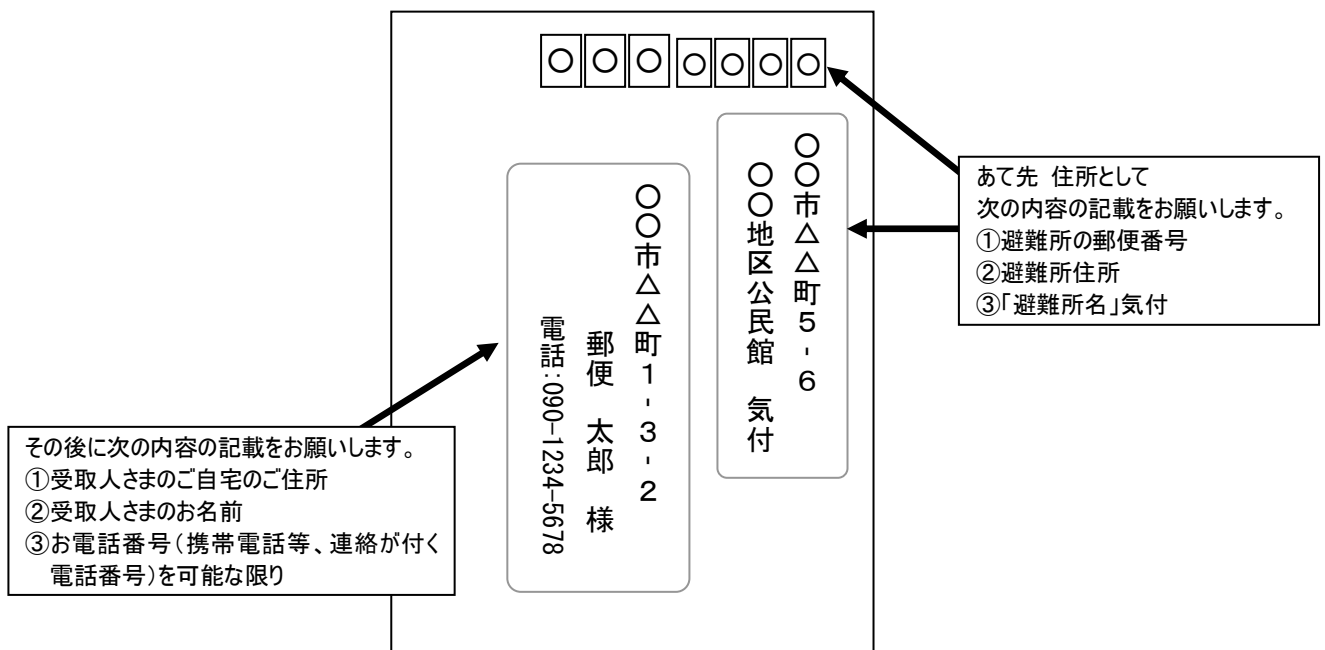 〇〇〇〇〇〇〇
〇〇市△△町5-6
〇〇地区公民館　気付
〇〇市△△町1-3-2
郵便　太郎　様
電話:090-1234-5678
あて先 住所として
次の内容の記載をお願いします。
①避難所の郵便番号
②避難所住所
③「避難所名」気付
その後に次の内容の記載をお願いします。
①受取人さまのご自宅のご住所
②受取人さまのお名前
③お電話番号(携帯電話等、連絡が付く
電話番号)を可能な限り